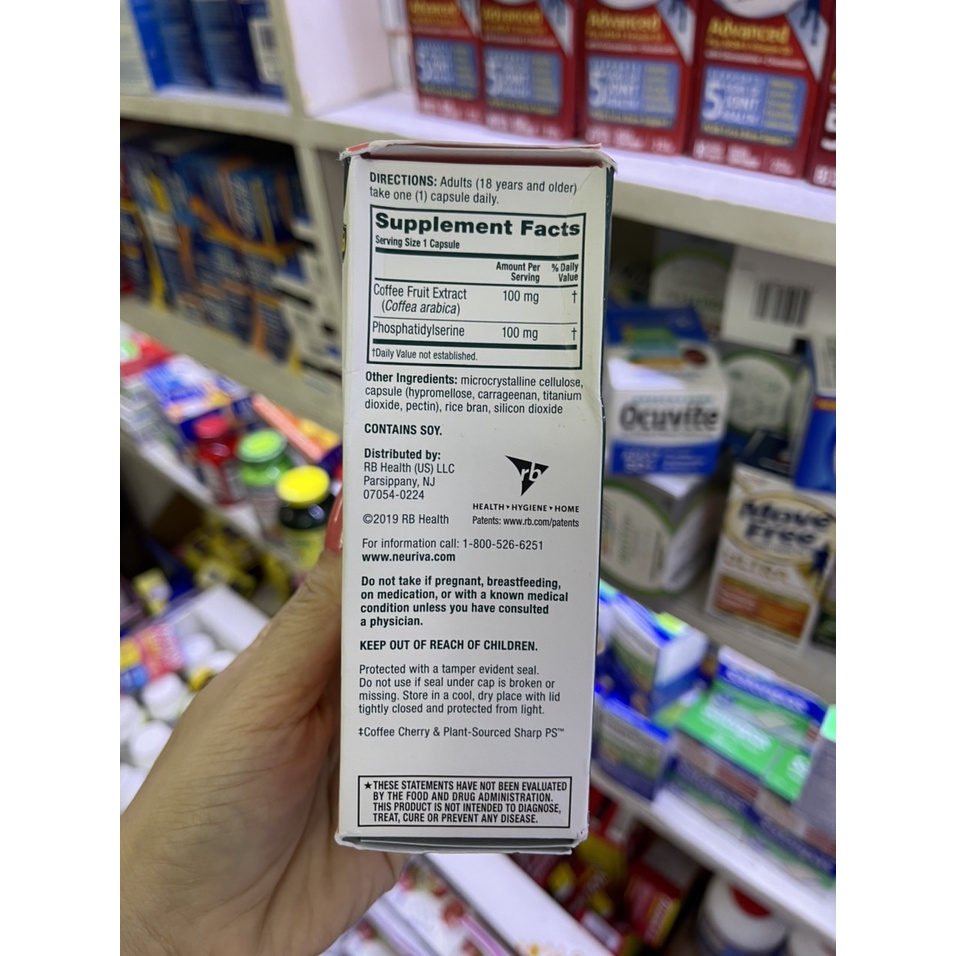 Advanced
Advanced
5
5
5
5
JOINT
DIRECTIONS: Adults (18 years and older)
take one (1) capsule daily.
Supplement Facts
Serving Size 1 Capsule
Amount Per Serving
% Daily Value
Coffee Fruit Extract 100 mg †
(Coffea arabica)
Phosphatidylserine 100 mg †
†Daily Value not established.
Other Ingredients: microcrystalline cellulose,
capsule (hypromellose, carrageenan, titanium
dioxide, pectin), rice bran, silicon dioxide
CONTAINS SOY.
Distributed by:
RB Health (US) LLC
Parsippany, NJ
07054-0224
©2019 RB Health
rb
HEALTH • HYGIENE • HOME
Patents: www.rb.com/patents
For information call: 1-800-526-6251
www.neuriva.com
Do not take if pregnant, breastfeeding,
on medication, or with a known medical
condition unless you have consulted
a physician.
KEEP OUT OF REACH OF CHILDREN.
Protected with a tamper evident seal.
Do not use if seal under cap is broken or
missing. Store in a cool, dry place with lid
tightly closed and protected from light.
‡Coffee Cherry & Plant-Sourced Sharp PS™
★THESE STATEMENTS HAVE NOT BEEN EVALUATED
BY THE FOOD AND DRUG ADMINISTRATION.
THIS PRODUCT IS NOT INTENDED TO DIAGNOSE,
TREAT, CURE OR PREVENT ANY DISEASE.
Ocuvite
Move
Free
ULTRA